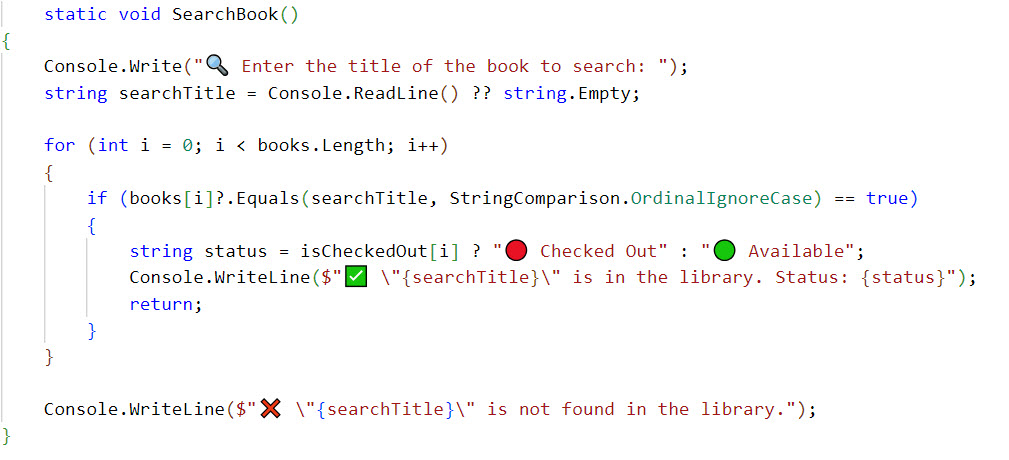 static void SearchBook()
{
Console.Write("🔍 Enter the title of the book to search: ");
string searchTitle = Console.ReadLine() ?? string.Empty;
for (int i = 0; i < books.Length; i++)
{
if (books[i]?.Equals(searchTitle, StringComparison.OrdinalIgnoreCase) == true)
{
string status = isCheckedOut[i] ? "🔴 Checked Out" : "🟢 Available";
Console.WriteLine($"✅ \"{searchTitle}\" is in the library. Status: {status}");
return;
}
}
Console.WriteLine($"❌ \"{searchTitle}\" is not found in the library.");
}